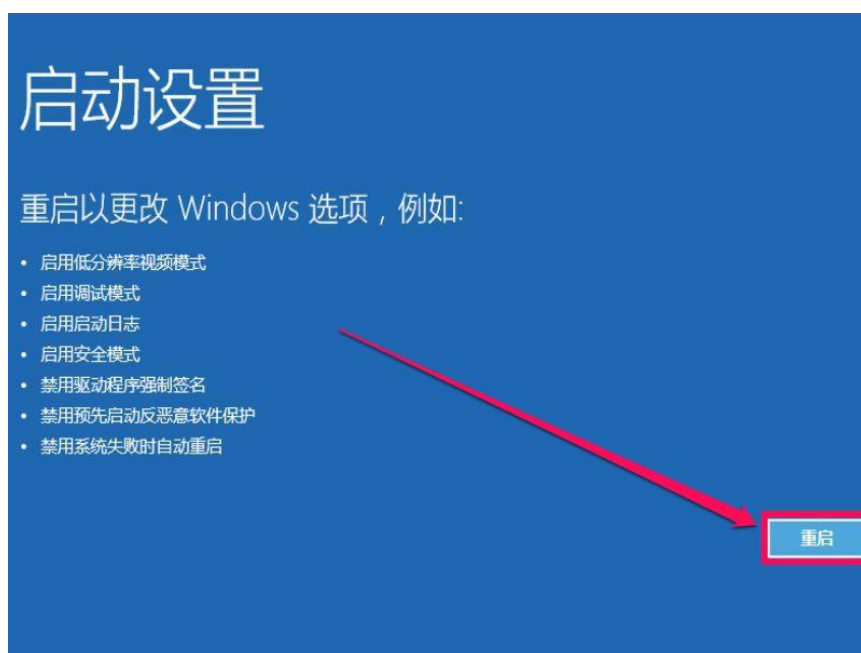 启动设置
重启以更改 Windows 选项，例如:
• 启用低分辨率视频模式
• 启用调试模式
• 启用启动日志
• 启用安全模式
• 禁用驱动程序强制签名
• 禁用预先启动反恶意软件保护
• 禁用系统失败时自动重启
重启